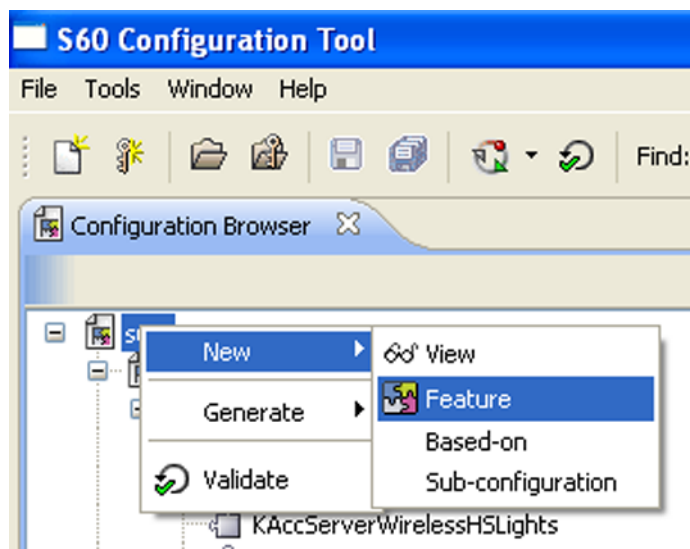 S60 Configuration Tool
File Tools Window Help
Find:
Configuration Browser
New
View
Feature
Generate
Based-on
Validate
Sub-configuration
KAccServerWirelessHSLights